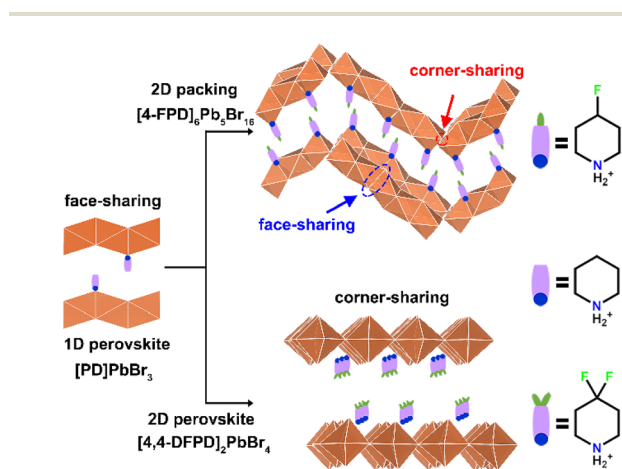 2D packing
[4-FPD]₆Pb₅Br₁₆
corner-sharing
F
=
N
H₂⁺
face-sharing
face-sharing
1D perovskite
[PD]PbBr₃
=
N
H₂⁺
corner-sharing
2D perovskite
[4,4-DFPD]₂PbBr₄
F F
=
N
H₂⁺